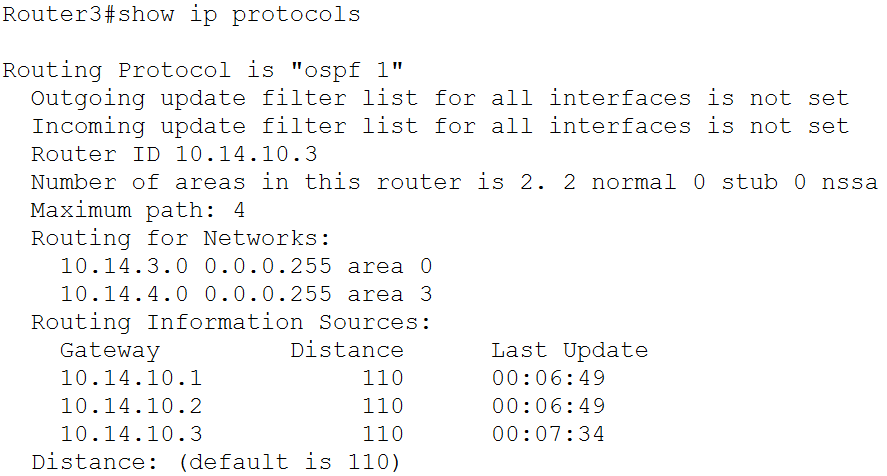 Router3#show ip protocols
Routing Protocol is "ospf 1"
Outgoing update filter list for all interfaces is not set
Incoming update filter list for all interfaces is not set
Router ID 10.14.10.3
Number of areas in this router is 2. 2 normal 0 stub 0 nssa
Maximum path: 4
Routing for Networks:
10.14.3.0 0.0.0.255 area 0
10.14.4.0 0.0.0.255 area 3
Routing Information Sources:
Gateway Distance Last Update
10.14.10.1 110 00:06:49
10.14.10.2 110 00:06:49
10.14.10.3 110 00:07:34
Distance: (default is 110)